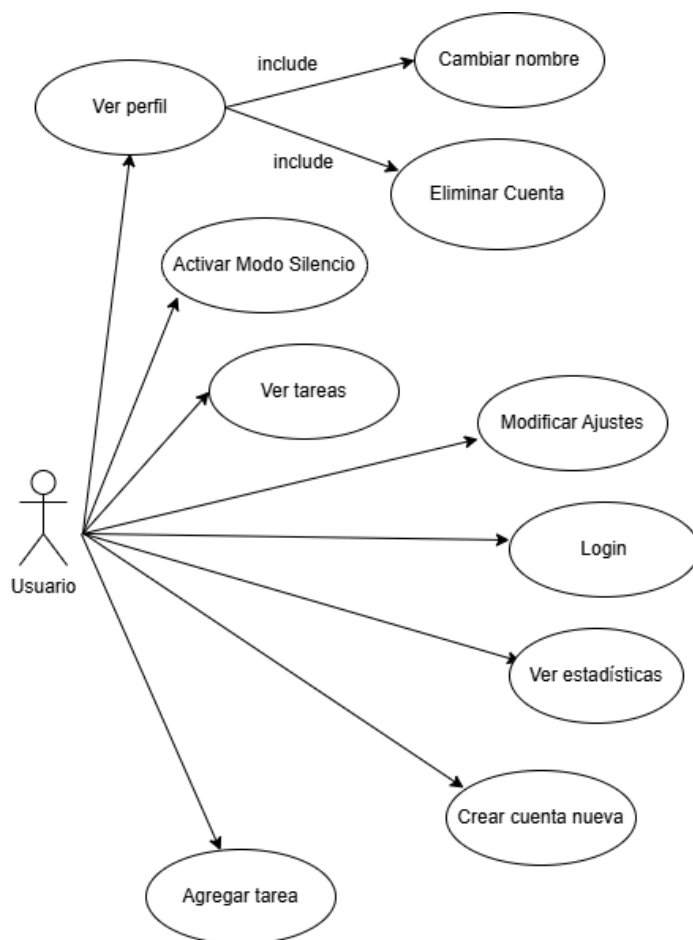 include
Cambiar nombre
Ver perfil
include
Eliminar Cuenta
Activar Modo Silencio
Ver tareas
Modificar Ajustes
Login
Usuario
Ver estadísticas
Crear cuenta nueva
Agregar tarea